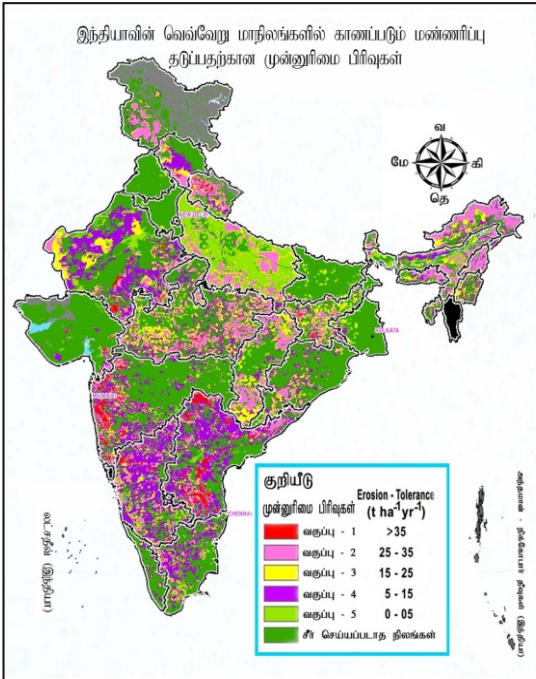 இந்தியாவின் வெவ்வேறு மாநிலங்களில் காணப்படும் மண்ணரிப்பு
தடுப்பதற்கான முன்னுரிமை பிரிவுகள்
வ
மே
கி
தெ
NEW DELHI
KOLKATA
MUMBAI
CHENNAI
குறியீடு
முன்னுரிமை பிரிவுகள் Erosion - Tolerance
(t ha⁻¹yr⁻¹)
வகுப்பு - 1 >35
வகுப்பு - 2 25 - 35
வகுப்பு - 3 15 - 25
வகுப்பு - 4 5 - 15
வகுப்பு - 5 0 - 05
சீர் செய்யப்படாத நிலங்கள்